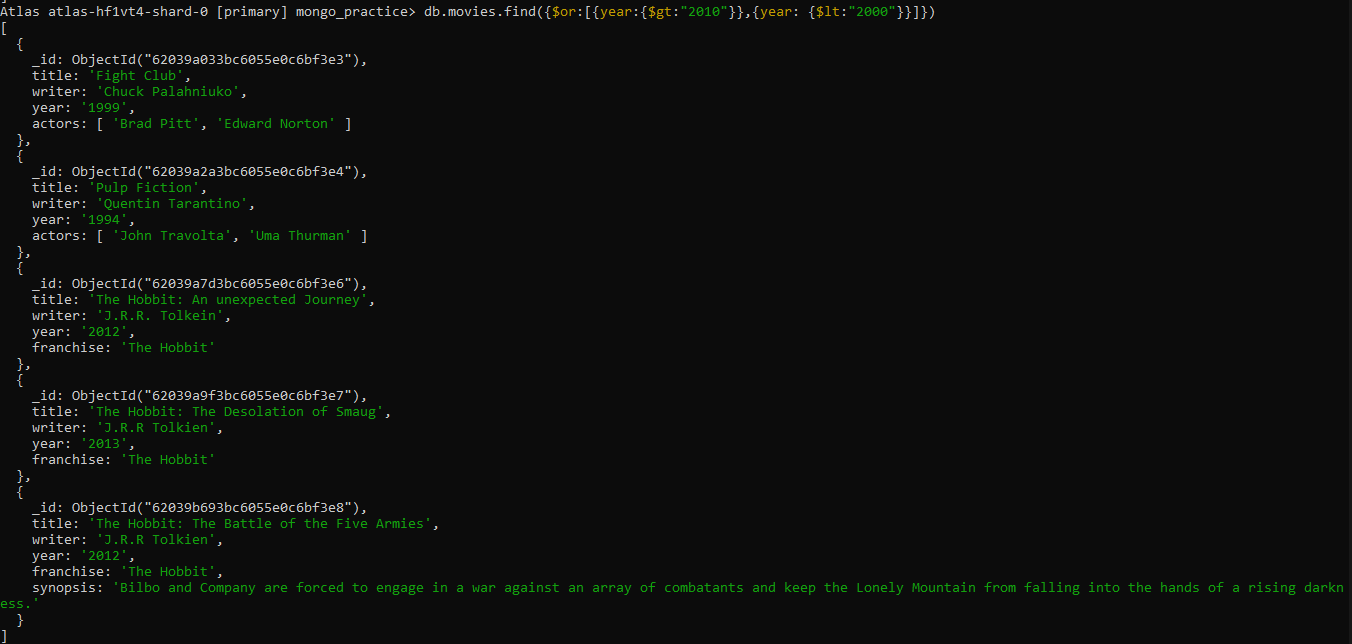 Atlas atlas-hf1vt4-shard-0 [primary] mongo_practice> db.movies.find({$or:[{year:{$gt:"2010"}},{year: {$lt:"2000"}}]})
[
  {
    _id: ObjectId("62039a033bc6055e0c6bf3e3"),
    title: 'Fight Club',
    writer: 'Chuck Palahniuko',
    year: '1999',
    actors: [ 'Brad Pitt', 'Edward Norton' ]
  },
  {
    _id: ObjectId("62039a2a3bc6055e0c6bf3e4"),
    title: 'Pulp Fiction',
    writer: 'Quentin Tarantino',
    year: '1994',
    actors: [ 'John Travolta', 'Uma Thurman' ]
  },
  {
    _id: ObjectId("62039a7d3bc6055e0c6bf3e6"),
    title: 'The Hobbit: An unexpected Journey',
    writer: 'J.R.R. Tolkein',
    year: '2012',
    franchise: 'The Hobbit'
  },
  {
    _id: ObjectId("62039a9f3bc6055e0c6bf3e7"),
    title: 'The Hobbit: The Desolation of Smaug',
    writer: 'J.R.R Tolkien',
    year: '2013',
    franchise: 'The Hobbit'
  },
  {
    _id: ObjectId("62039b693bc6055e0c6bf3e8"),
    title: 'The Hobbit: The Battle of the Five Armies',
    writer: 'J.R.R Tolkien',
    year: '2012',
    franchise: 'The Hobbit',
    synopsis: 'Bilbo and Company are forced to engage in a war against an array of combatants and keep the Lonely Mountain from falling into the hands of a rising darkn
ess.'
  }
]